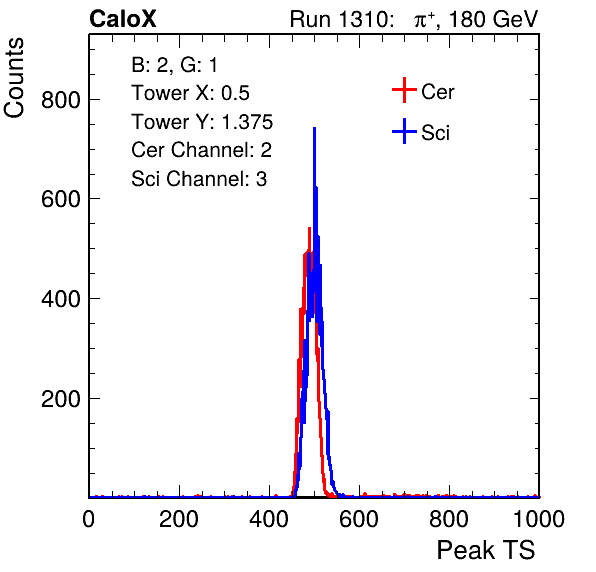 CaloX Run 1310: π⁺, 180 GeV
Counts
B: 2, G: 1
Tower X: 0.5
Tower Y: 1.375
Cer Channel: 2
Sci Channel: 3
Cer
Sci
800
600
400
200
0 200 400 600 800 1000
Peak TS